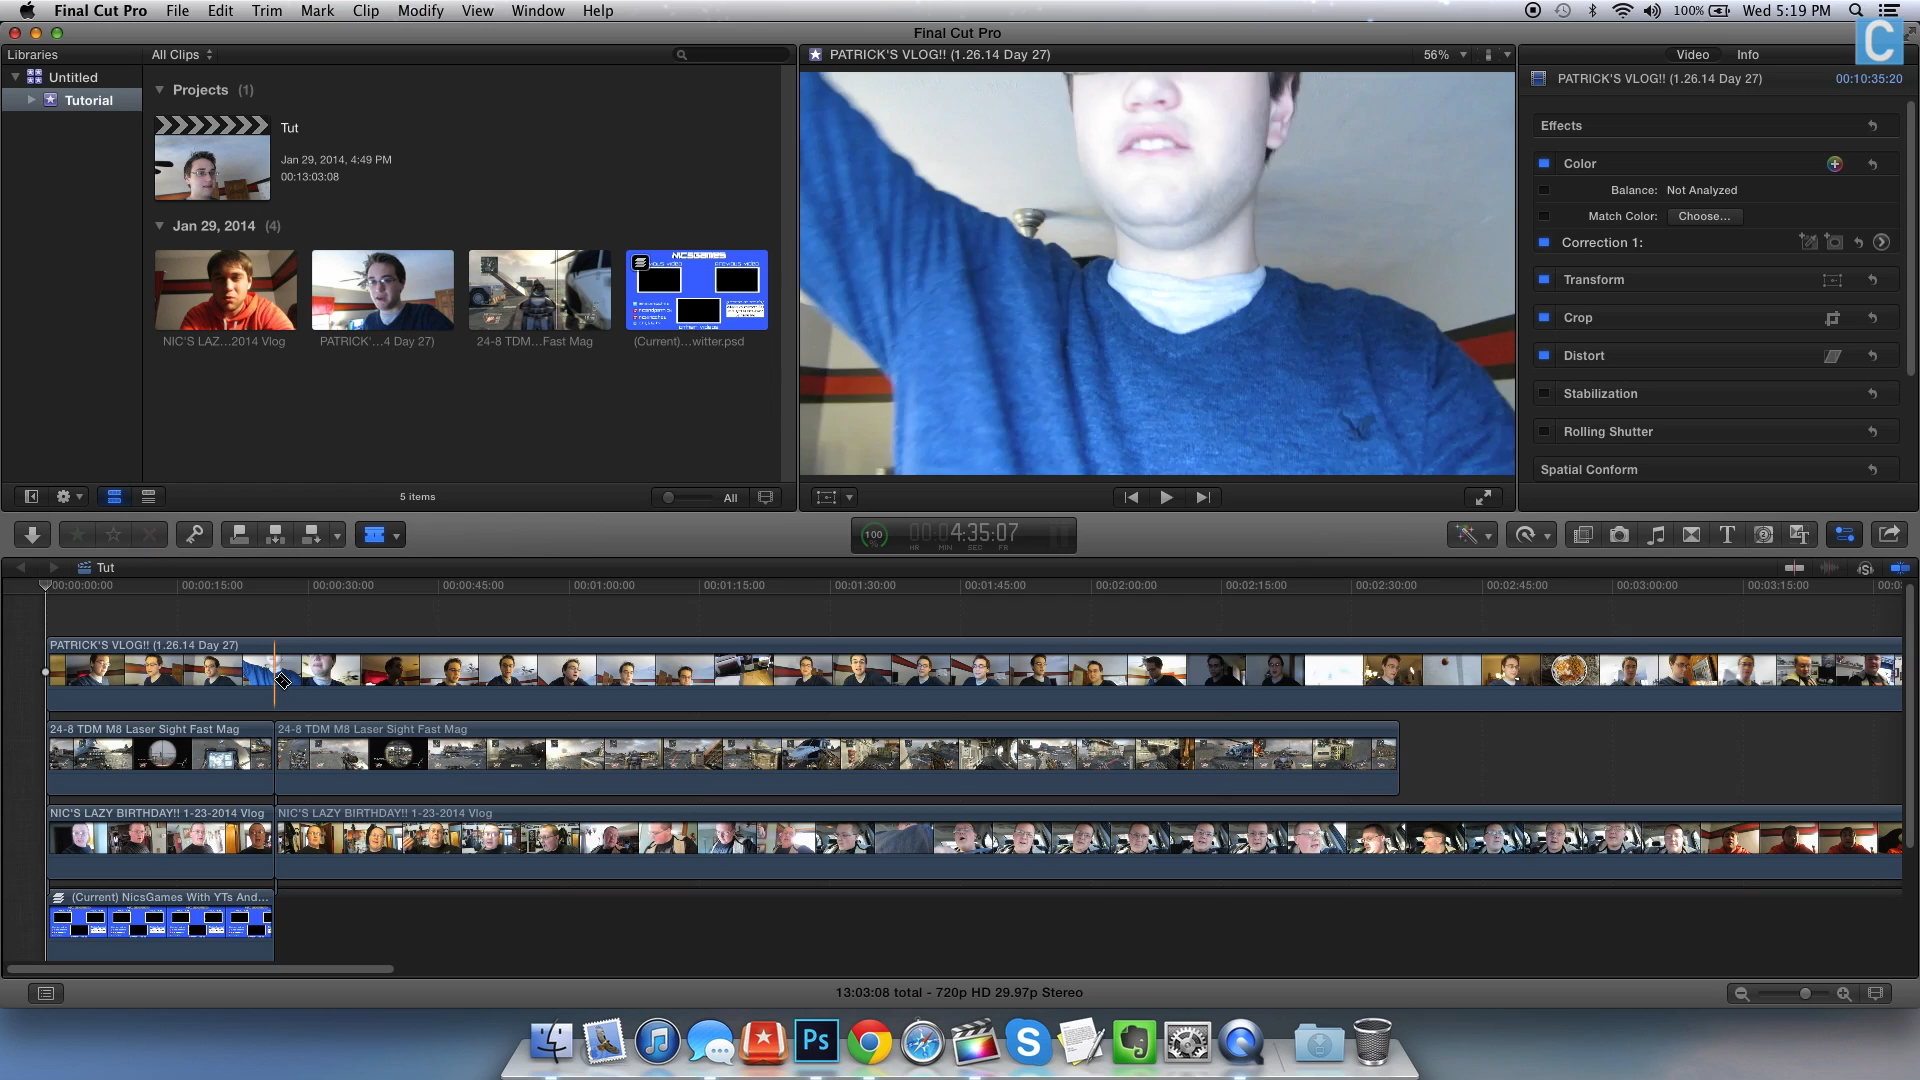 Final Cut Pro File Edit Trim Mark Clip Modify View Window Help
100% Wed 5:19 PM
Final Cut Pro
C
Libraries
All Clips
PATRICK'S VLOG!! (1.26.14 Day 27)
56%
Video
Info
Untitled
Tutorial
Projects (1)
Tut
Jan 29, 2014, 4:49 PM
00:13:03:08
Jan 29, 2014 (4)
NICSGAMES
NIC'S LAZ...2014 Vlog
PATRICK'...4 Day 27)
24-8 TDM...Fast Mag
(Current)...witter.psd
5 items
All
PATRICK'S VLOG!! (1.26.14 Day 27)
00:10:35:20
Effects
Color
Balance: Not Analyzed
Match Color: Choose...
Correction 1:
Transform
Crop
Distort
Stabilization
Rolling Shutter
Spatial Conform
100
%
00:04:35:07
HR MIN SEC FR
T
Tut
00:00:00:00
00:00:15:00
00:00:30:00
00:00:45:00
00:01:00:00
00:01:15:00
00:01:30:00
00:01:45:00
00:02:00:00
00:02:15:00
00:02:30:00
00:02:45:00
00:03:00:00
00:03:15:00
PATRICK'S VLOG!! (1.26.14 Day 27)
24-8 TDM M8 Laser Sight Fast Mag
24-8 TDM M8 Laser Sight Fast Mag
NIC'S LAZY BIRTHDAY!! 1-23-2014 Vlog
NIC'S LAZY BIRTHDAY!! 1-23-2014 Vlog
(Current) NicsGames With YTs And...
13:03:08 total - 720p HD 29.97p Stereo
Ps
S